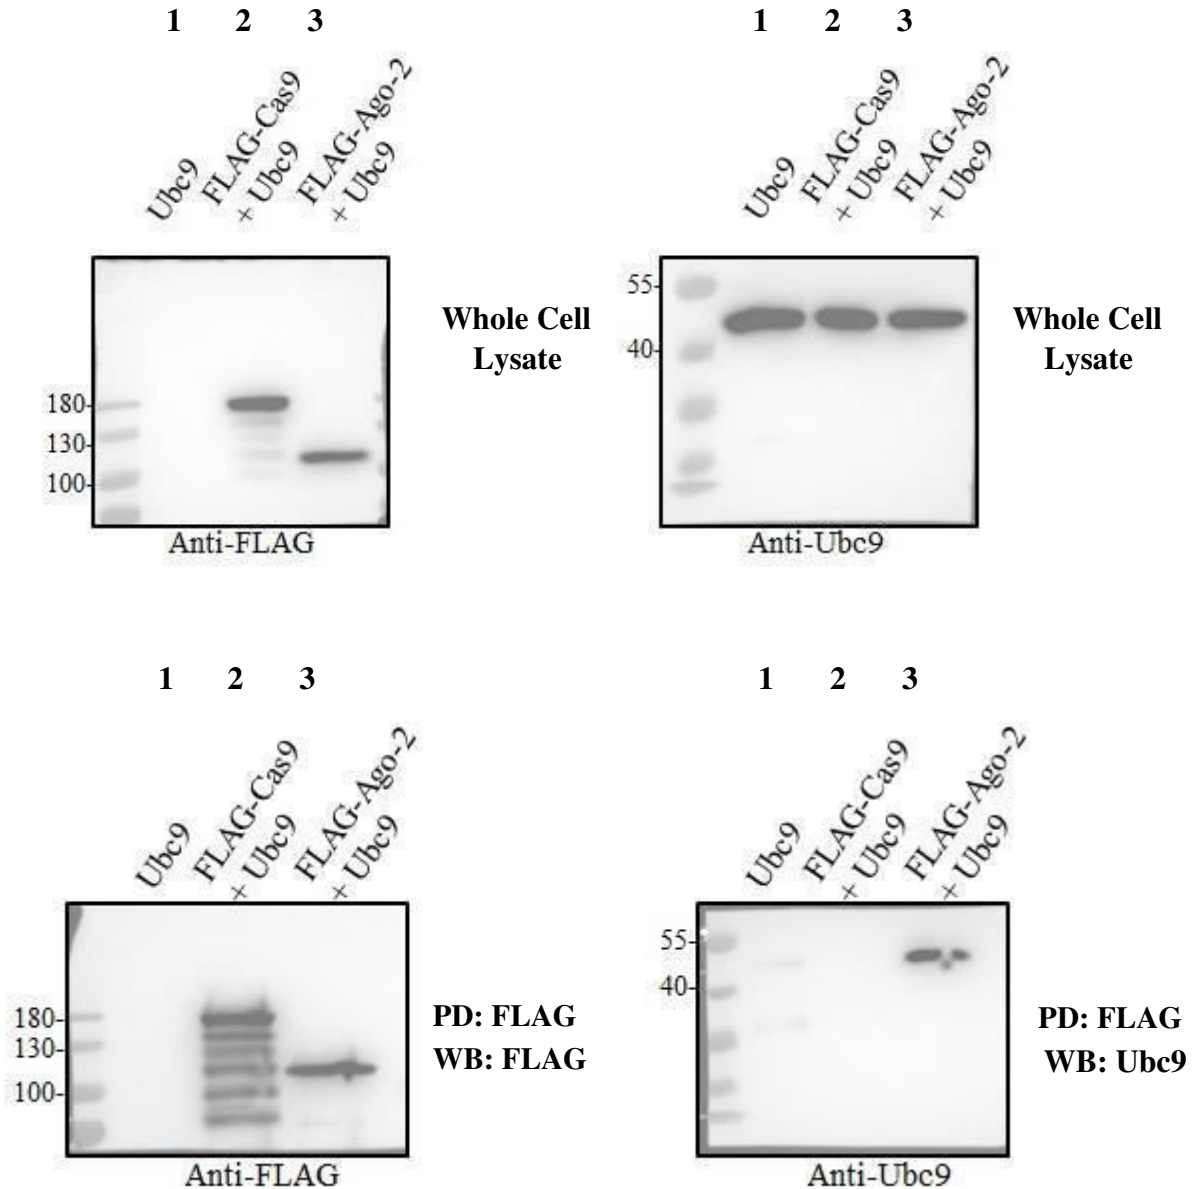 1 2 3
Ubc9
FLAG-Cas9
+ Ubc9
FLAG-Ago-2
+ Ubc9
180-
130-
100-
Anti-FLAG
Whole Cell
Lysate
1 2 3
Ubc9
FLAG-Cas9
+ Ubc9
FLAG-Ago-2
+ Ubc9
55-
40-
Anti-Ubc9
Whole Cell
Lysate
1 2 3
Ubc9
FLAG-Cas9
+ Ubc9
FLAG-Ago-2
+ Ubc9
180-
130-
100-
Anti-FLAG
PD: FLAG
WB: FLAG
1 2 3
Ubc9
FLAG-Cas9
+ Ubc9
FLAG-Ago-2
+ Ubc9
55-
40-
Anti-Ubc9
PD: FLAG
WB: Ubc9